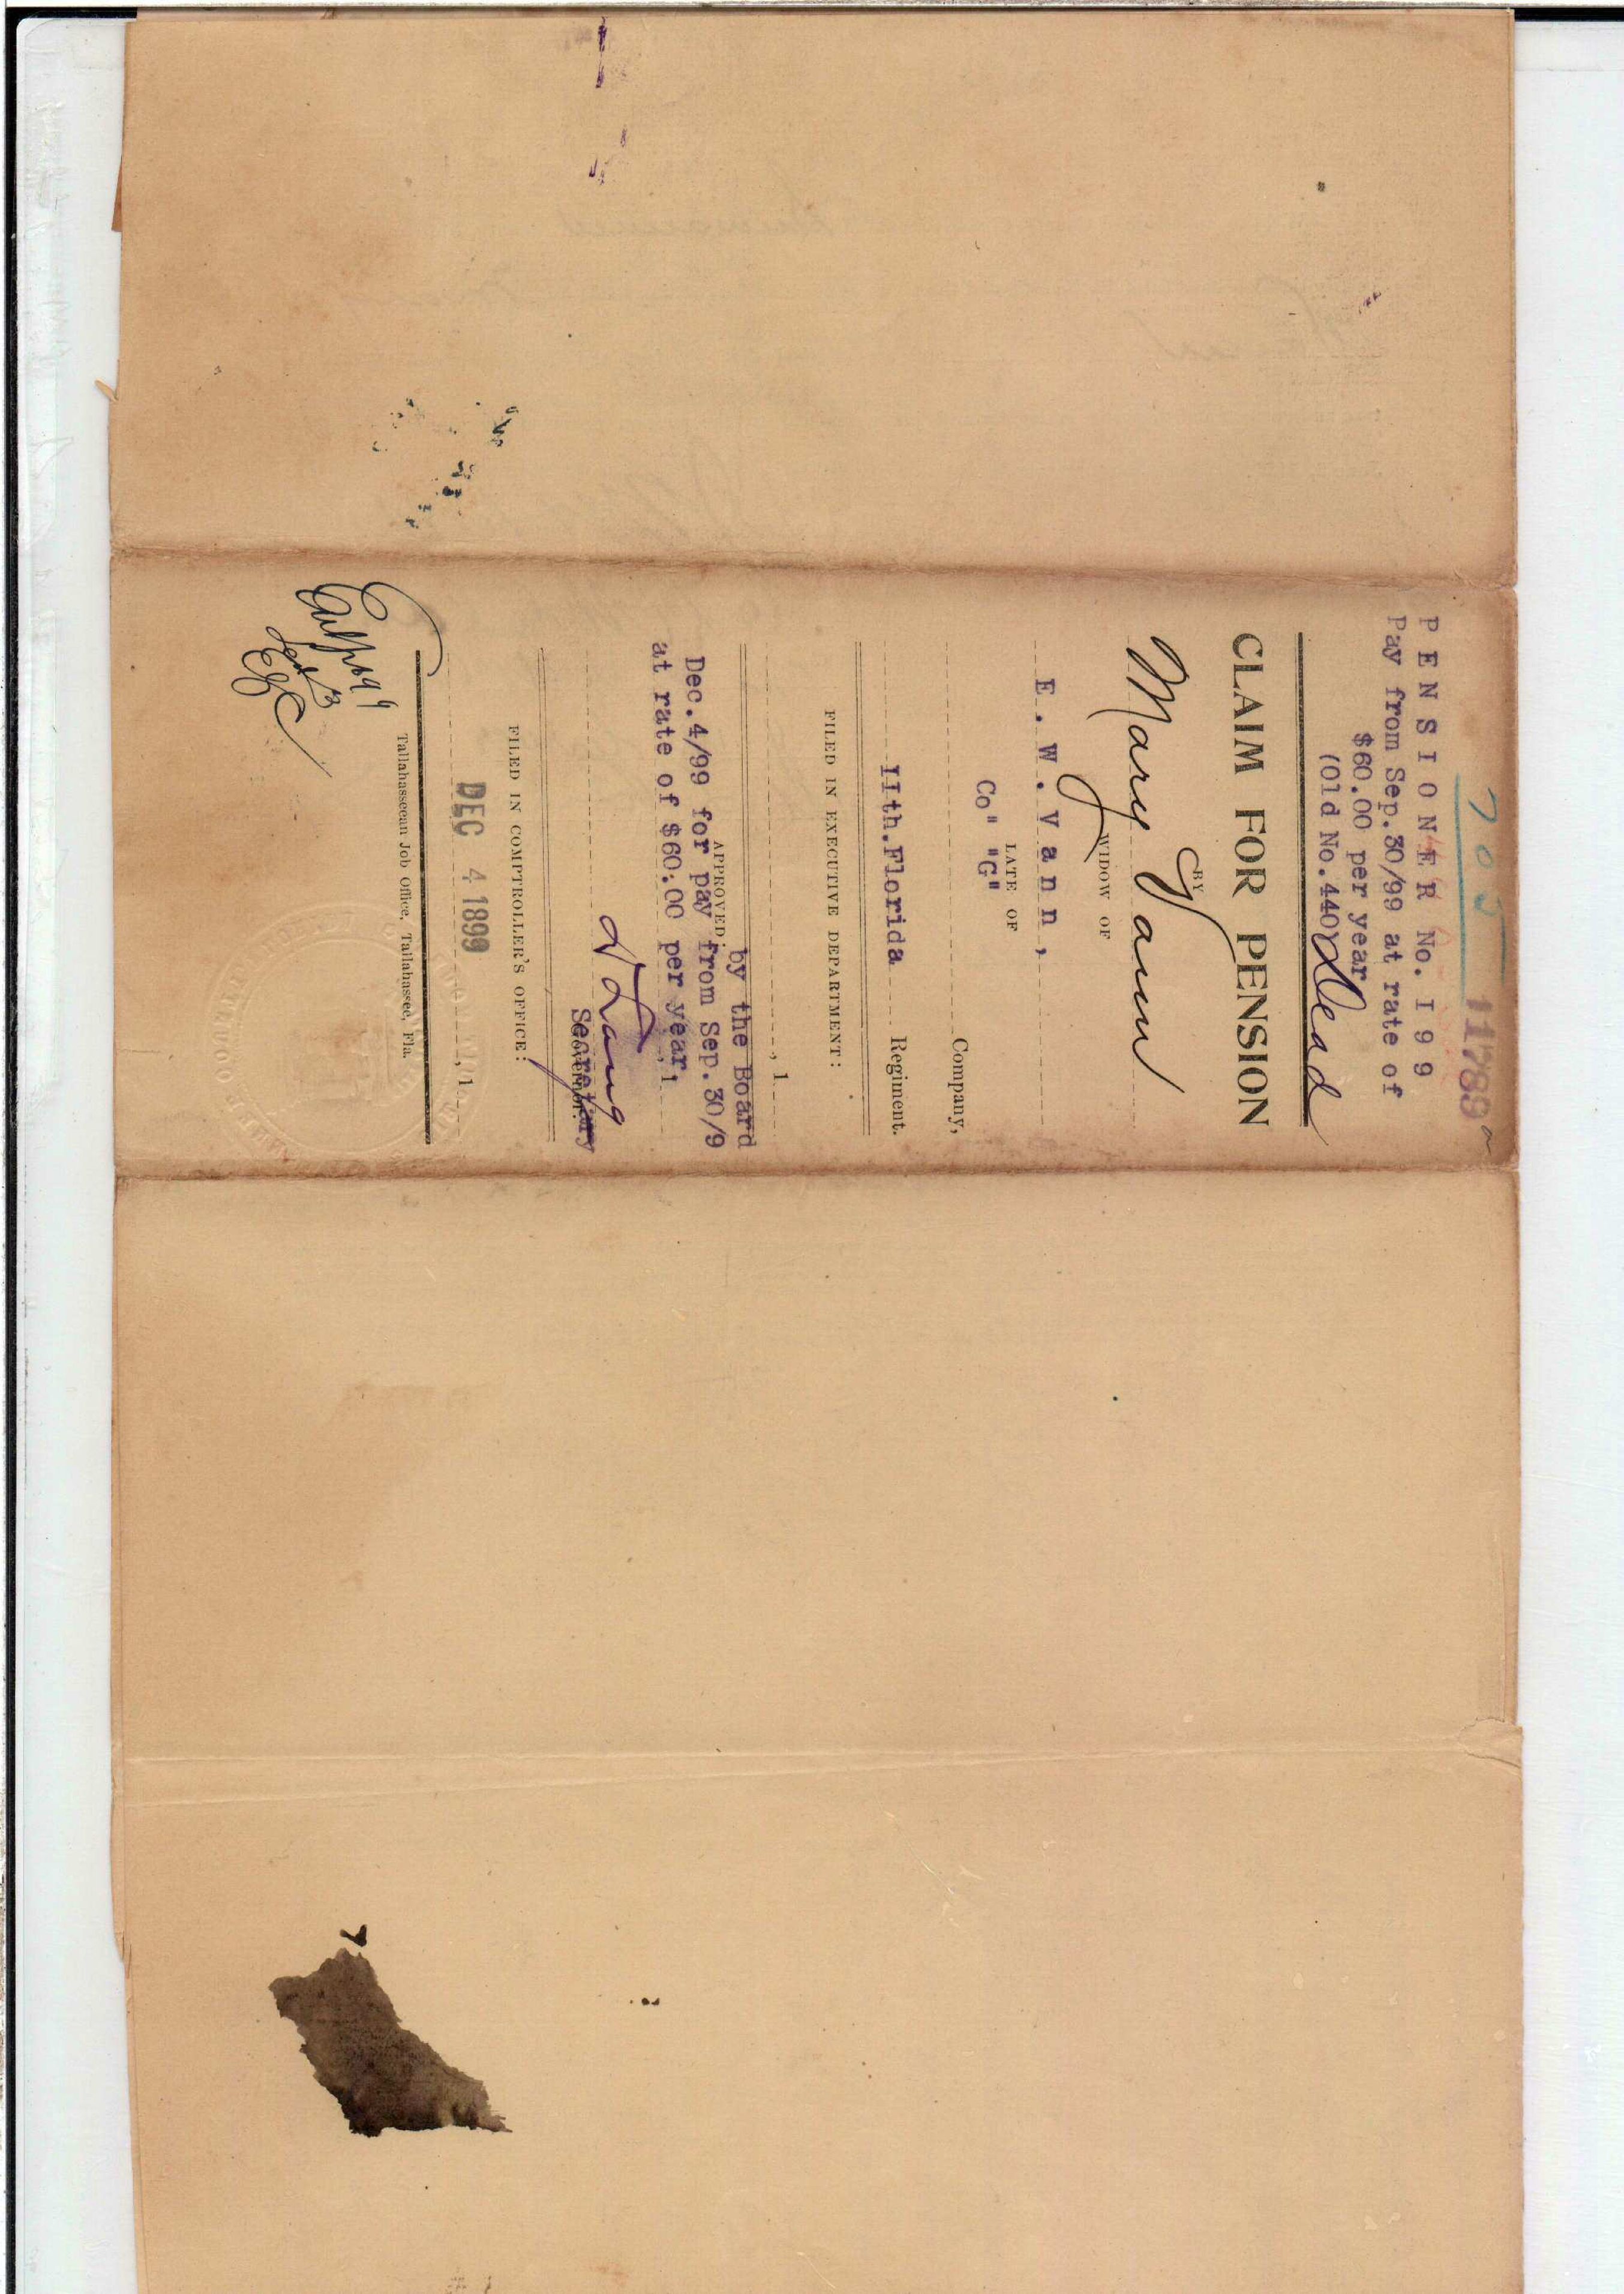 705
11789
PENSIONER No. 199
Pay from Sep.30/99 at rate of
$60.00 per year
(Old No.440) Dead
CLAIM FOR PENSION
BY
Mary Vann
WIDOW OF
E. W. Vann,
LATE OF
Co" "G" Company,
11th.Florida Regiment.
FILED IN EXECUTIVE DEPARTMENT:
, 1
by the Board
APPROVED:
Dec.4/99 for pay from Sep.30/9
at rate of $60:00 per year, 1
D Lang
Secretary
Governor.
FILED IN COMPTROLLER'S OFFICE:
DEC 4 1899
, 1
Tallahasseean Job Office, Tallahassee, Fla.